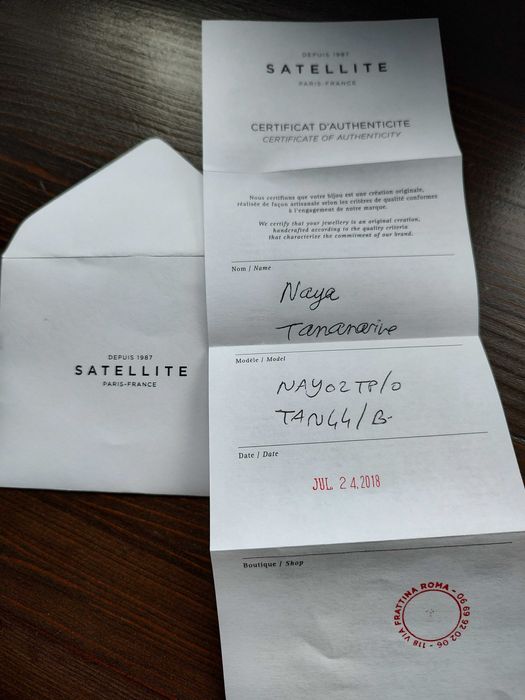 DEPUIS 1987
SATELLITE
PARIS-FRANCE
CERTIFICAT D'AUTHENTICITE
CERTIFICATE OF AUTHENTICITY
Nous certifions que votre bijou est une création originale,
réalisée de façon artisanale selon les critères de qualité conformes
à l'engagement de notre marque.
We certify that your jewellery is an original creation,
handcrafted according to the quality criteria
that characterize the commitment of our brand.
Nom / Name
Naya
Tananarive
Modèle / Model
NAY02TP/0
TAN44/B-
Date / Date
JUL. 24, 2018
Boutique / Shop
118 VIA FRATTINA ROMA - 06 69 92 02 06 -
DEPUIS 1987
SATELLITE
PARIS-FRANCE